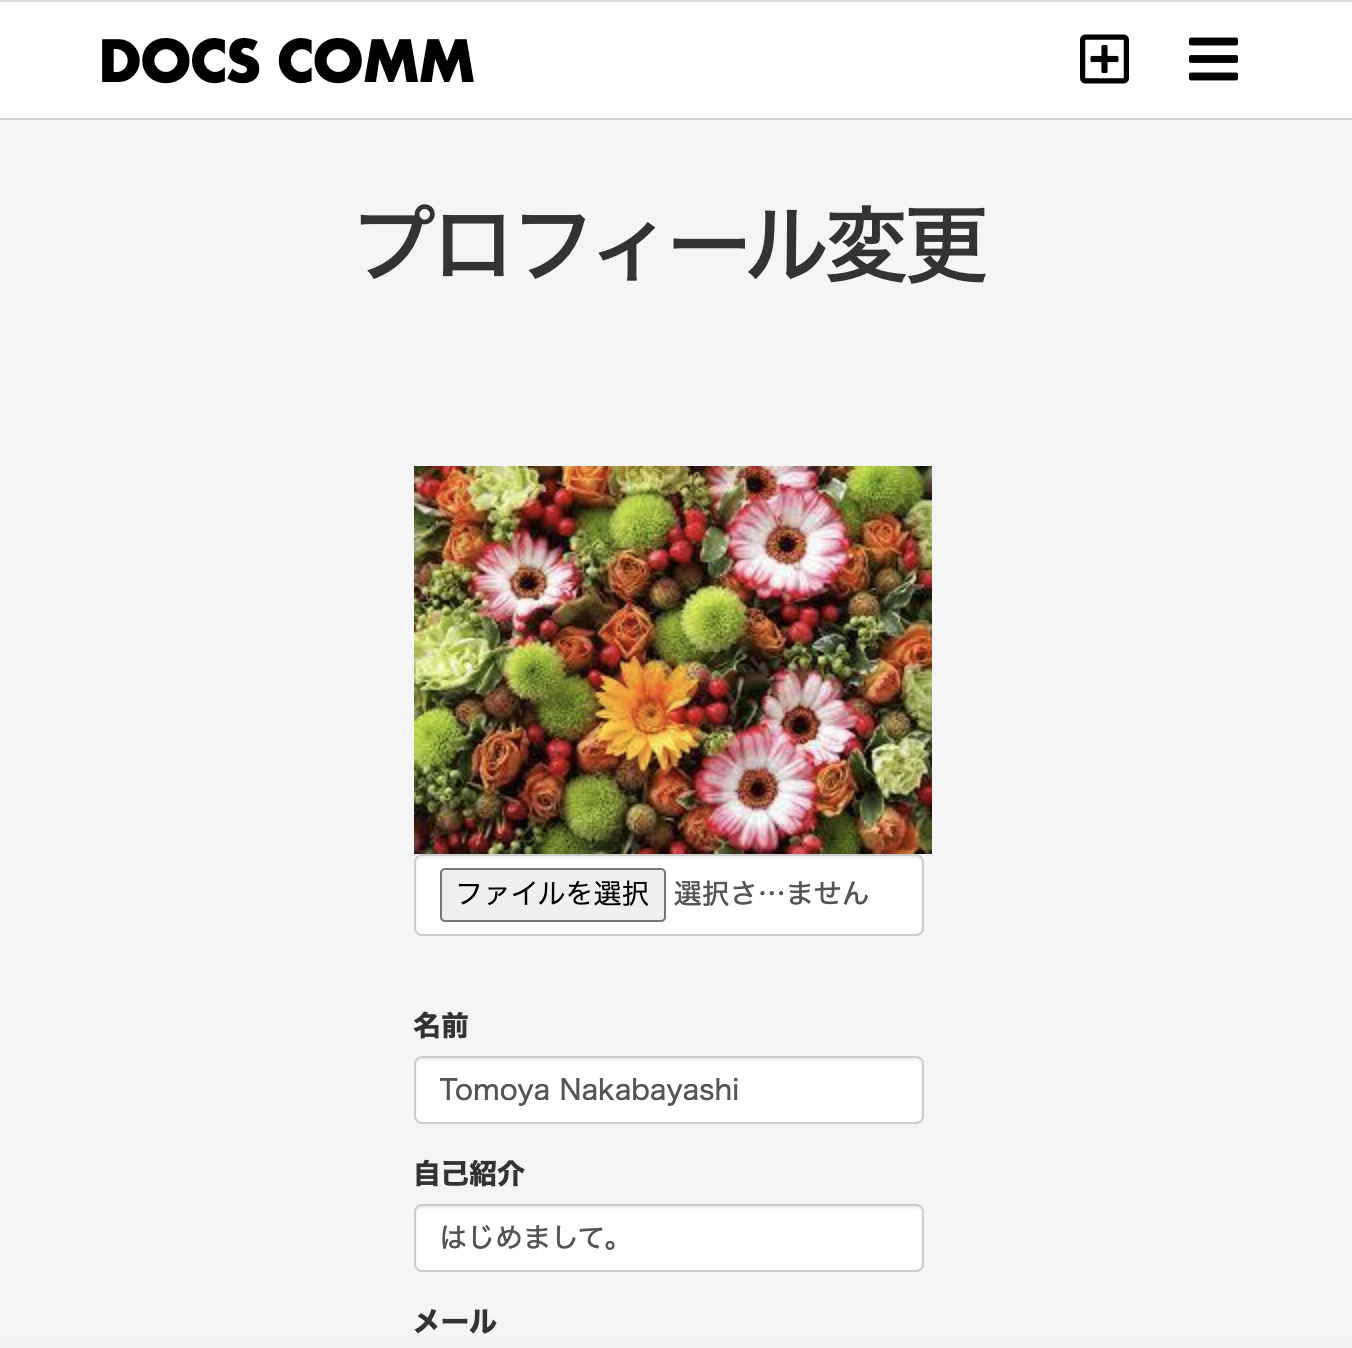 DOCS COMM
プロフィール変更
ファイルを選択 選択さ…ません
名前
Tomoya Nakabayashi
自己紹介
はじめまして。
メール